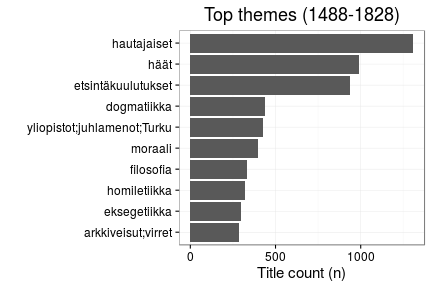 Top themes (1488-1828)
hautajaiset
häät
etsintäkuulutukset
dogmatiikka
yliopistot;juhlamenot;Turku
moraali
filosofia
homiletiikka
eksegetiikka
arkkiveisut;virret
0 500 1000
Title count (n)